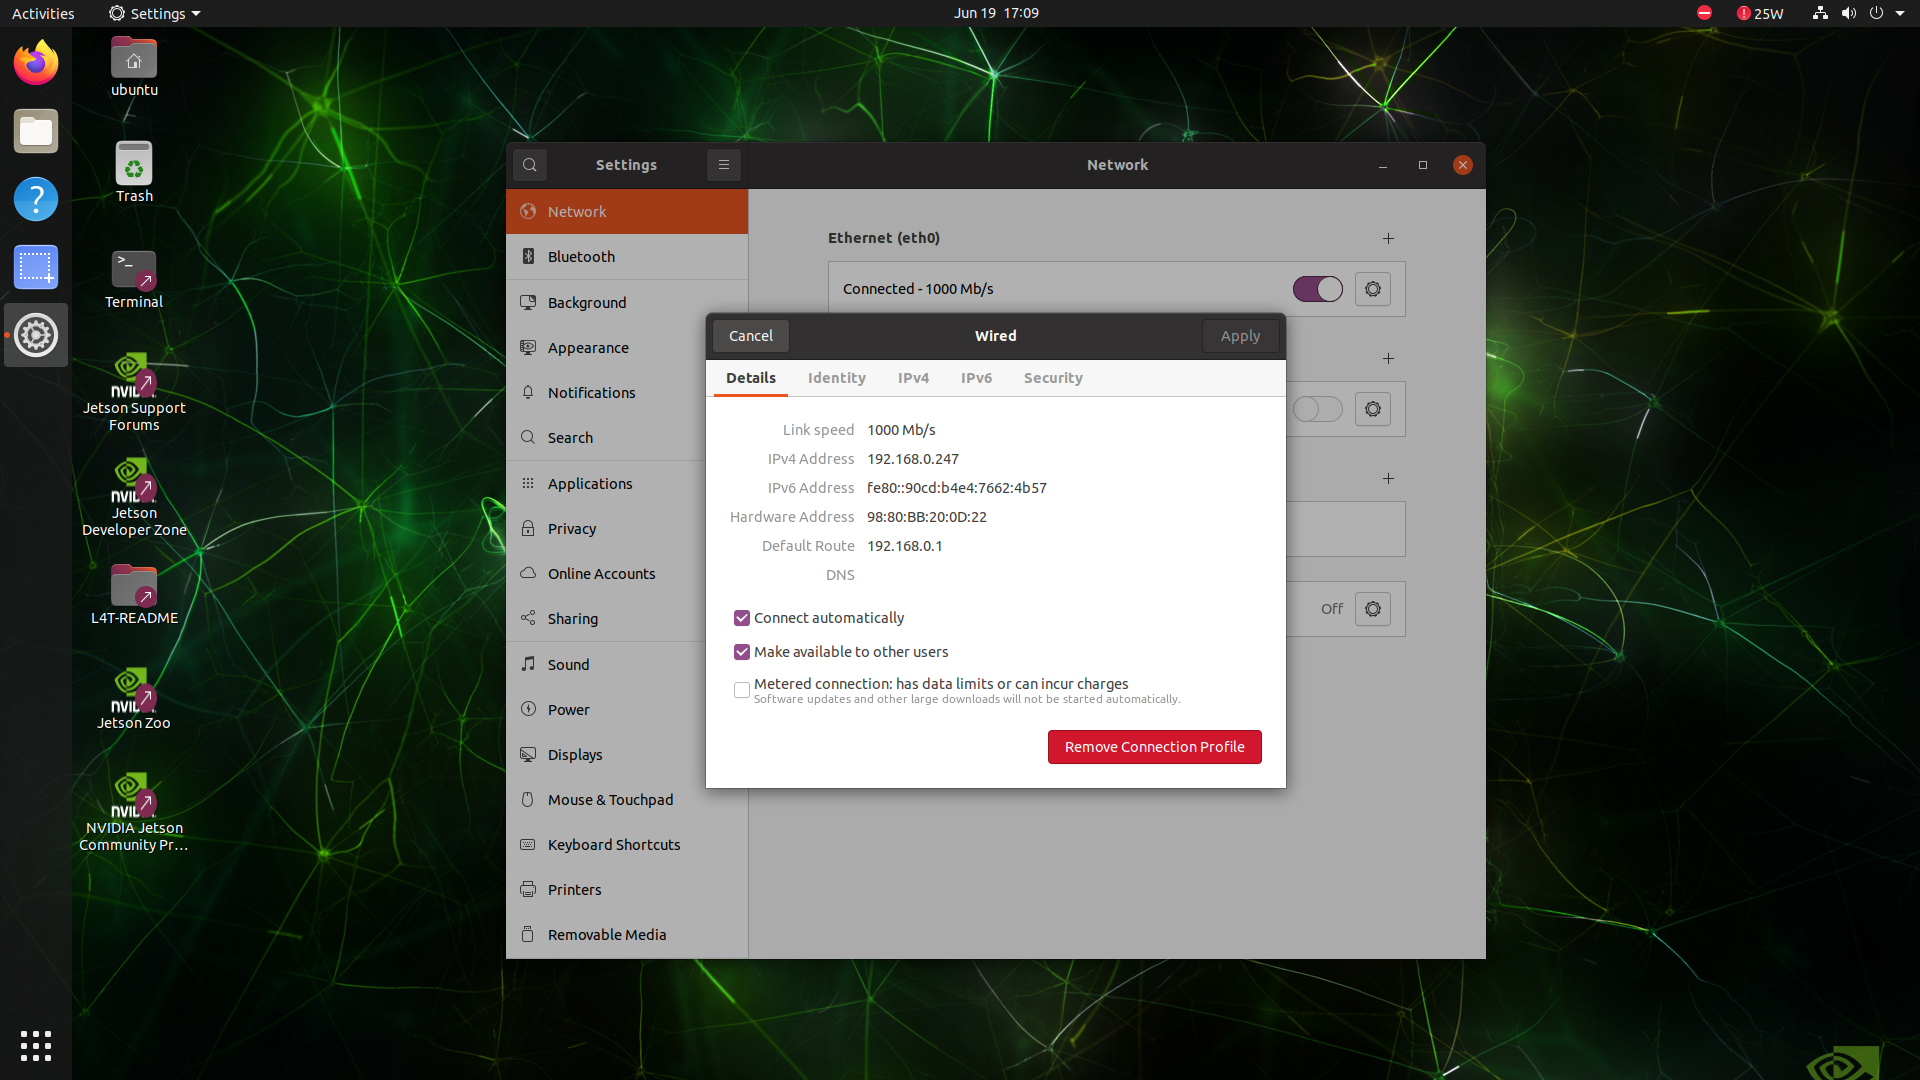 Activities
Settings
Jun 19 17:09
25W
ubuntu
Trash
Terminal
Jetson Support
Forums
Jetson
Developer Zone
L4T-README
Jetson Zoo
NVIDIA Jetson
Community Pr...
Settings
Network
Network
Bluetooth
Background
Appearance
Notifications
Search
Applications
Privacy
Online Accounts
Sharing
Sound
Power
Displays
Mouse & Touchpad
Keyboard Shortcuts
Printers
Removable Media
Ethernet (eth0)
Connected - 1000 Mb/s
Off
Cancel
Wired
Apply
Details
Identity
IPv4
IPv6
Security
Link speed 1000 Mb/s
IPv4 Address 192.168.0.247
IPv6 Address fe80::90cd:b4e4:7662:4b57
Hardware Address 98:80:BB:20:0D:22
Default Route 192.168.0.1
DNS
Connect automatically
Make available to other users
Metered connection: has data limits or can incur charges
Software updates and other large downloads will not be started automatically.
Remove Connection Profile